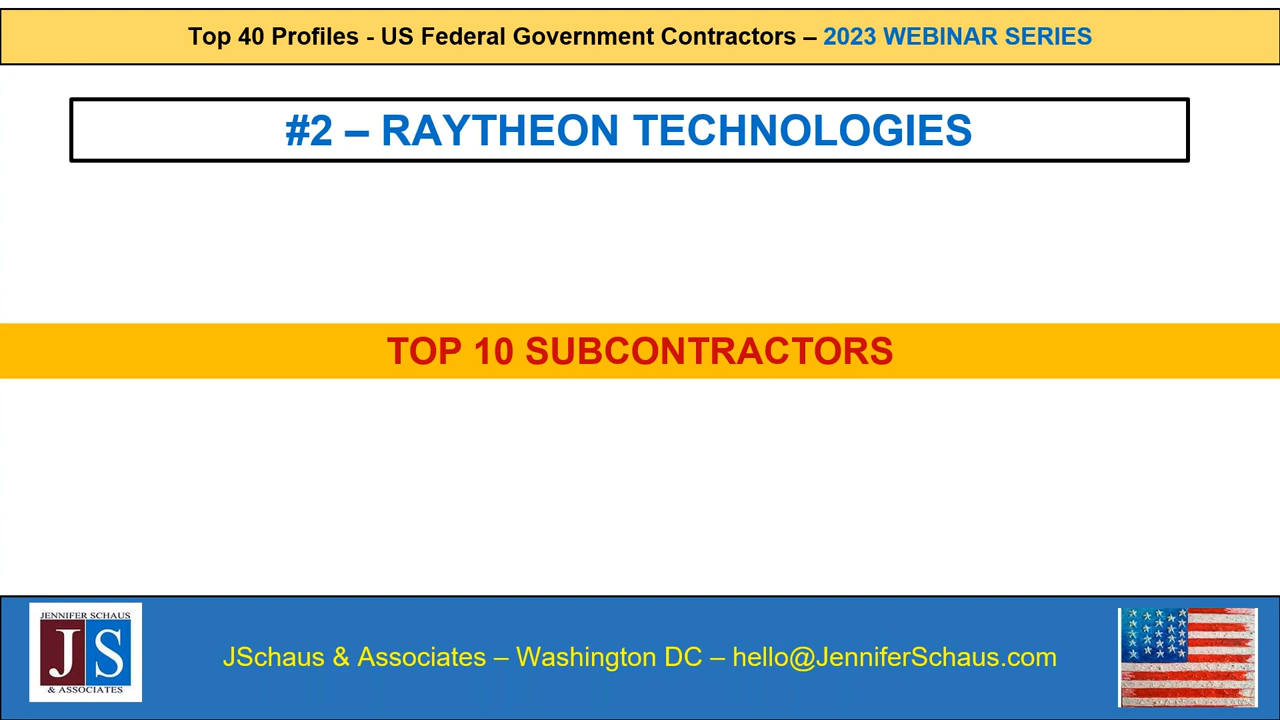 Top 40 Profiles - US Federal Government Contractors – 2023 WEBINAR SERIES
#2 – RAYTHEON TECHNOLOGIES
TOP 10 SUBCONTRACTORS
JENNIFER SCHAUS
JS
& ASSOCIATES
JSchaus & Associates – Washington DC – hello@JenniferSchaus.com